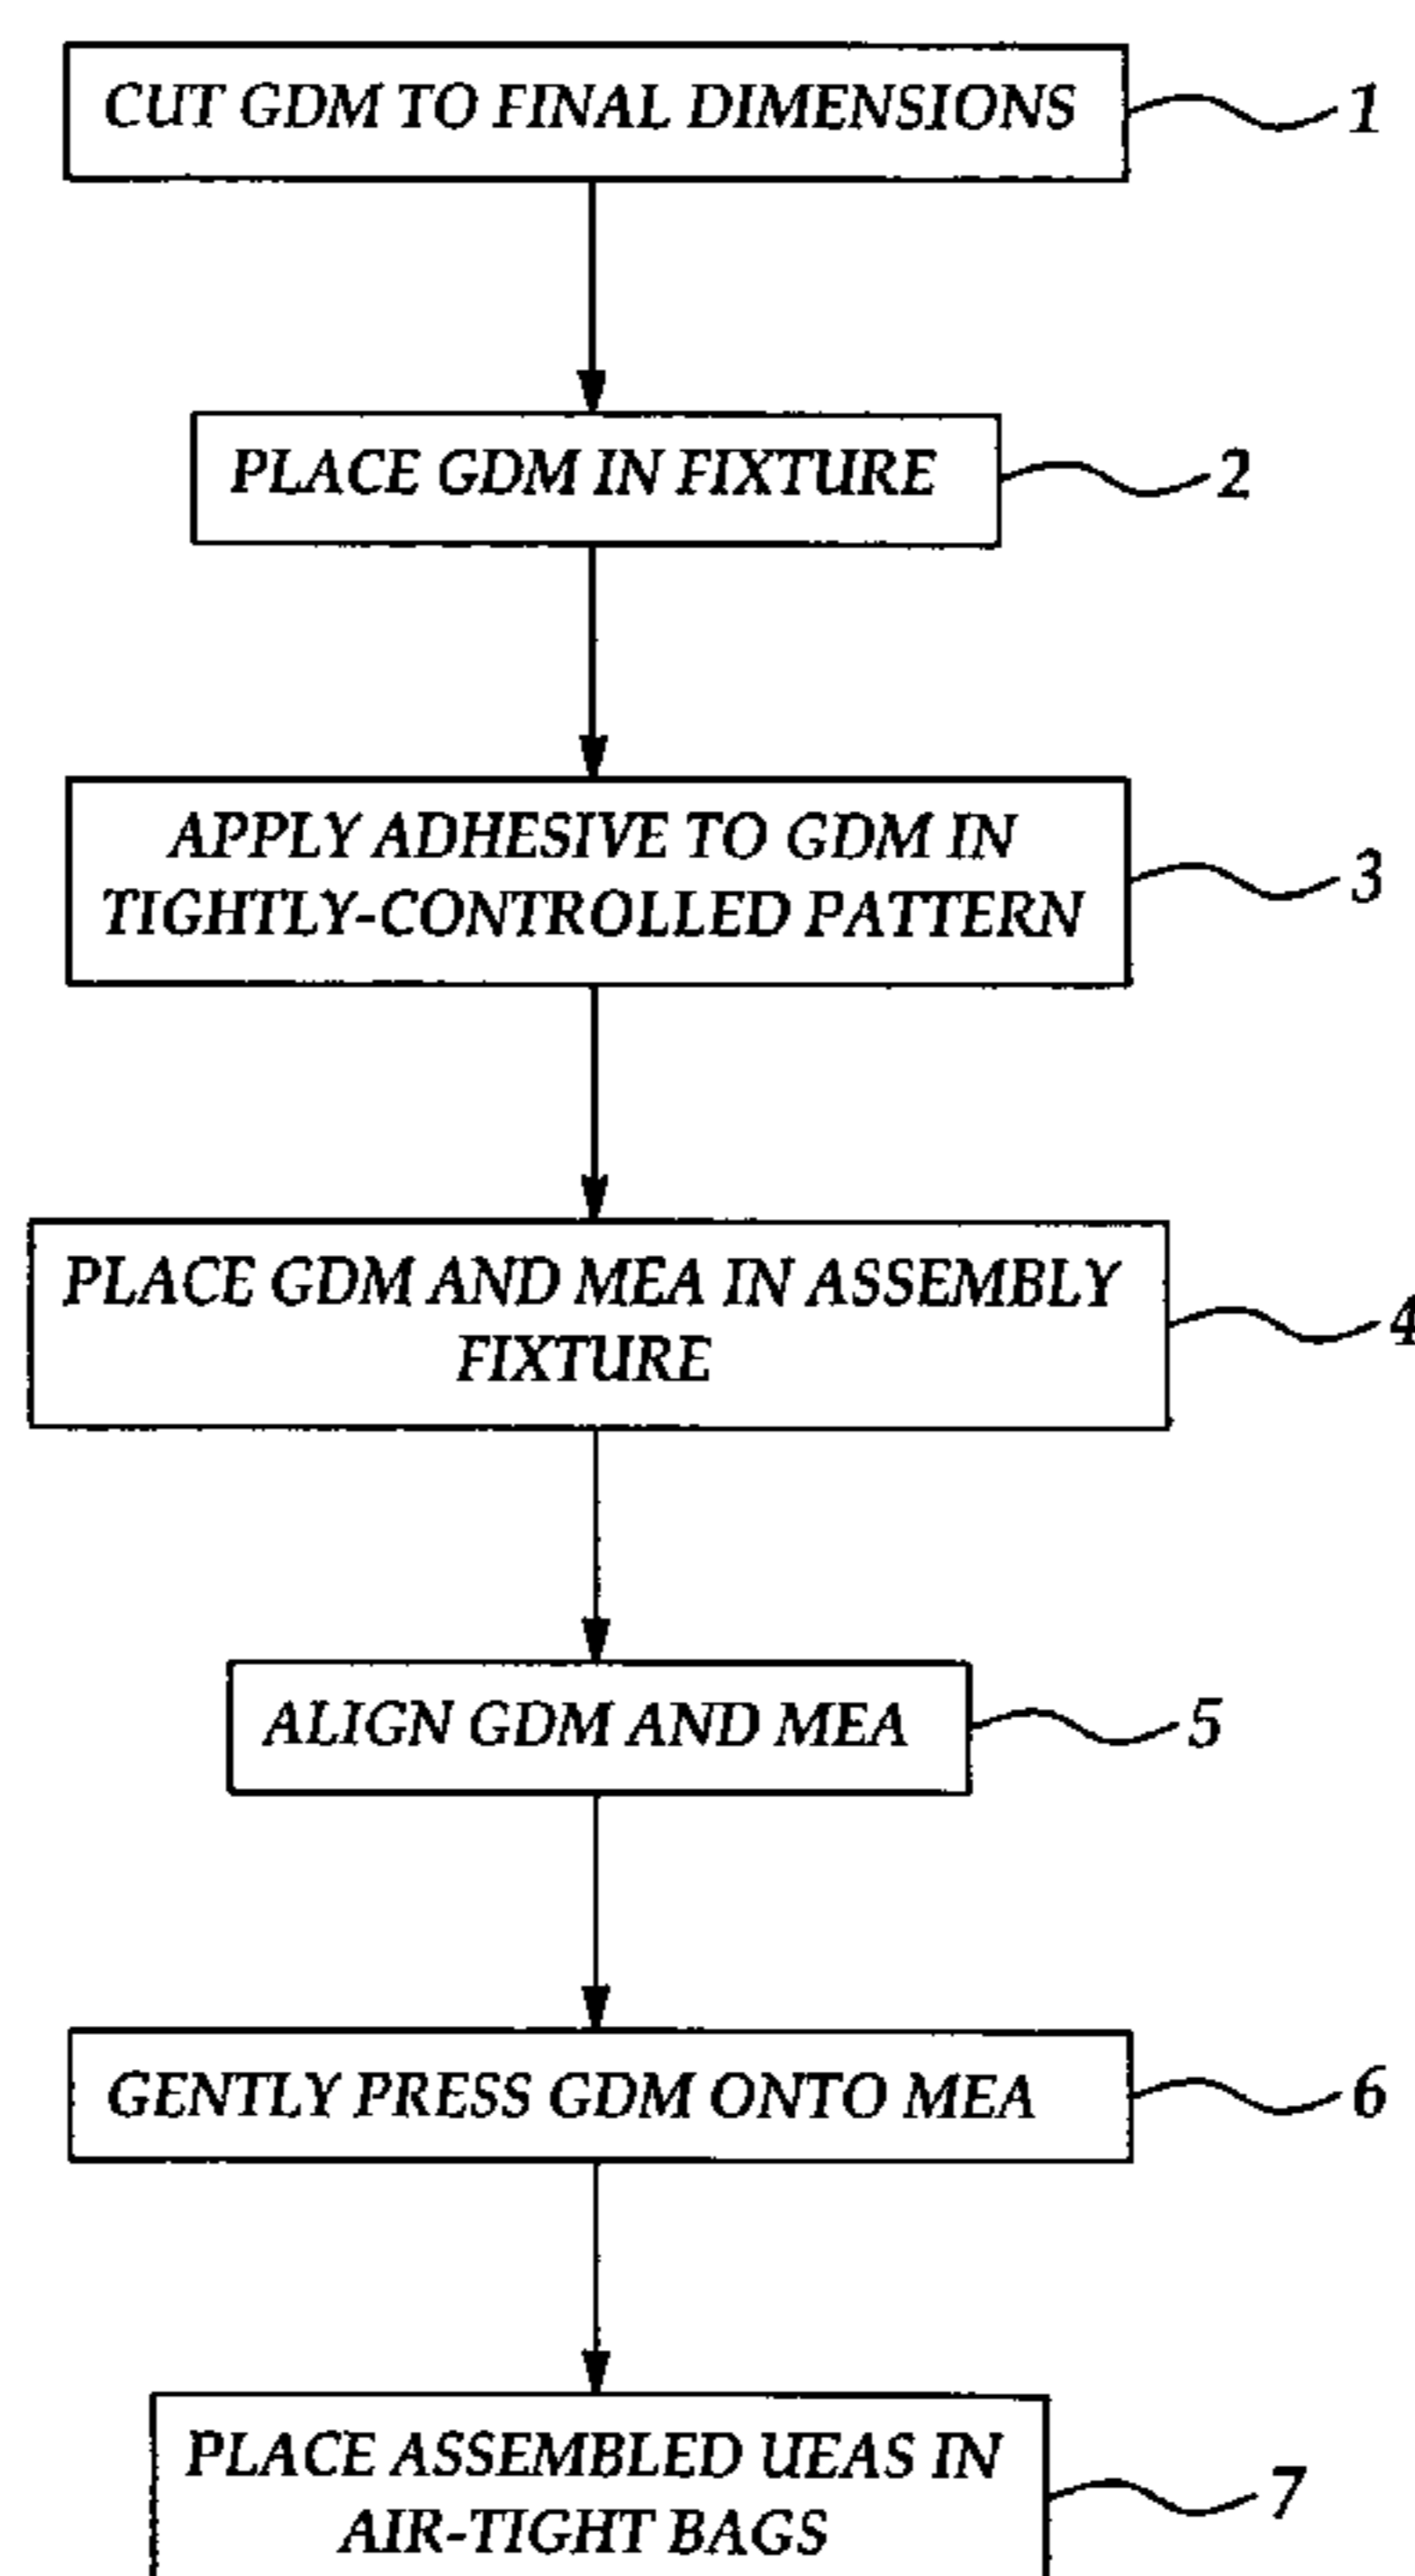 CUT GDM TO FINAL DIMENSIONS
1
PLACE GDM IN FIXTURE
2
APPLY ADHESIVE TO GDM IN
TIGHTLY-CONTROLLED PATTERN
3
PLACE GDM AND MEA IN ASSEMBLY
FIXTURE
4
ALIGN GDM AND MEA
5
GENTLY PRESS GDM ONTO MEA
6
PLACE ASSEMBLED UEAS IN
AIR-TIGHT BAGS
7